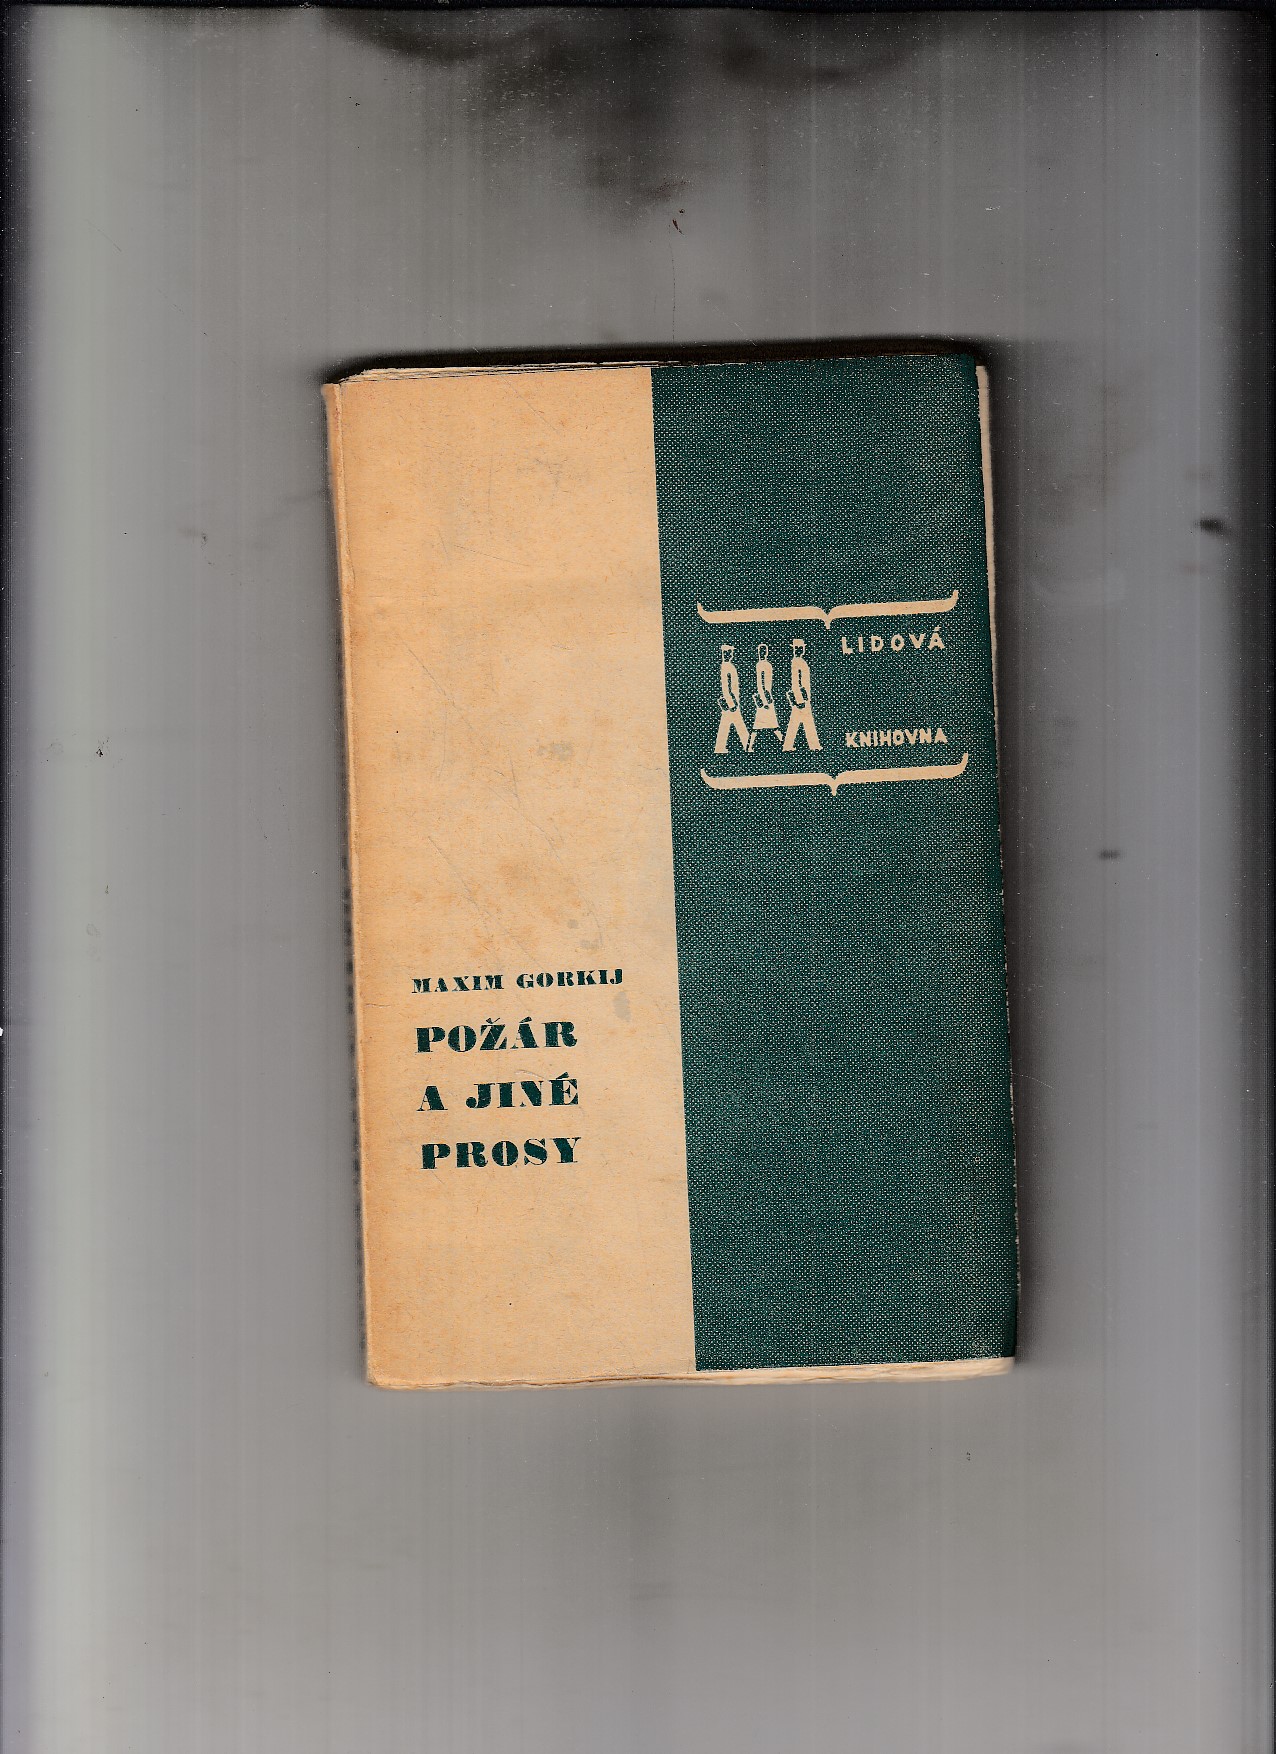 LIDOVÁ
KNIHOVNA
MAXIM GORKIJ
POŽÁR
A JINÉ
PROSY